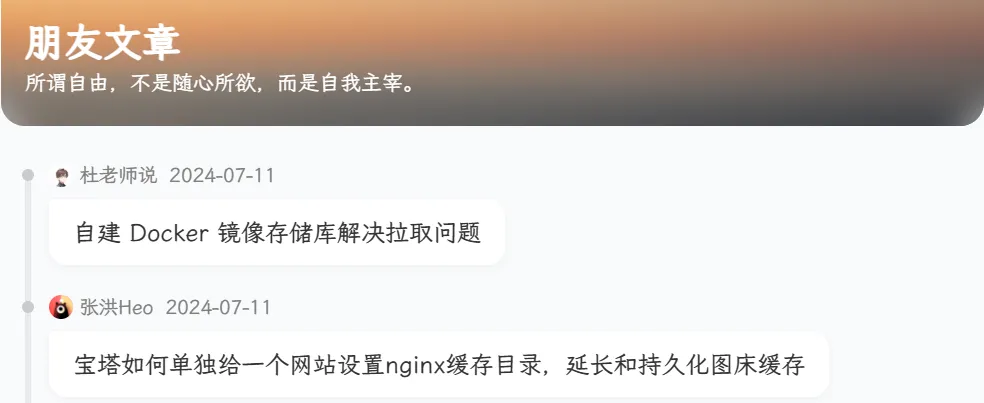 朋友文章
所谓自由，不是随心所欲，而是自我主宰。
杜老师说 2024-07-11
自建 Docker 镜像存储库解决拉取问题
张洪Heo 2024-07-11
宝塔如何单独给一个网站设置nginx缓存目录，延长和持久化图床缓存